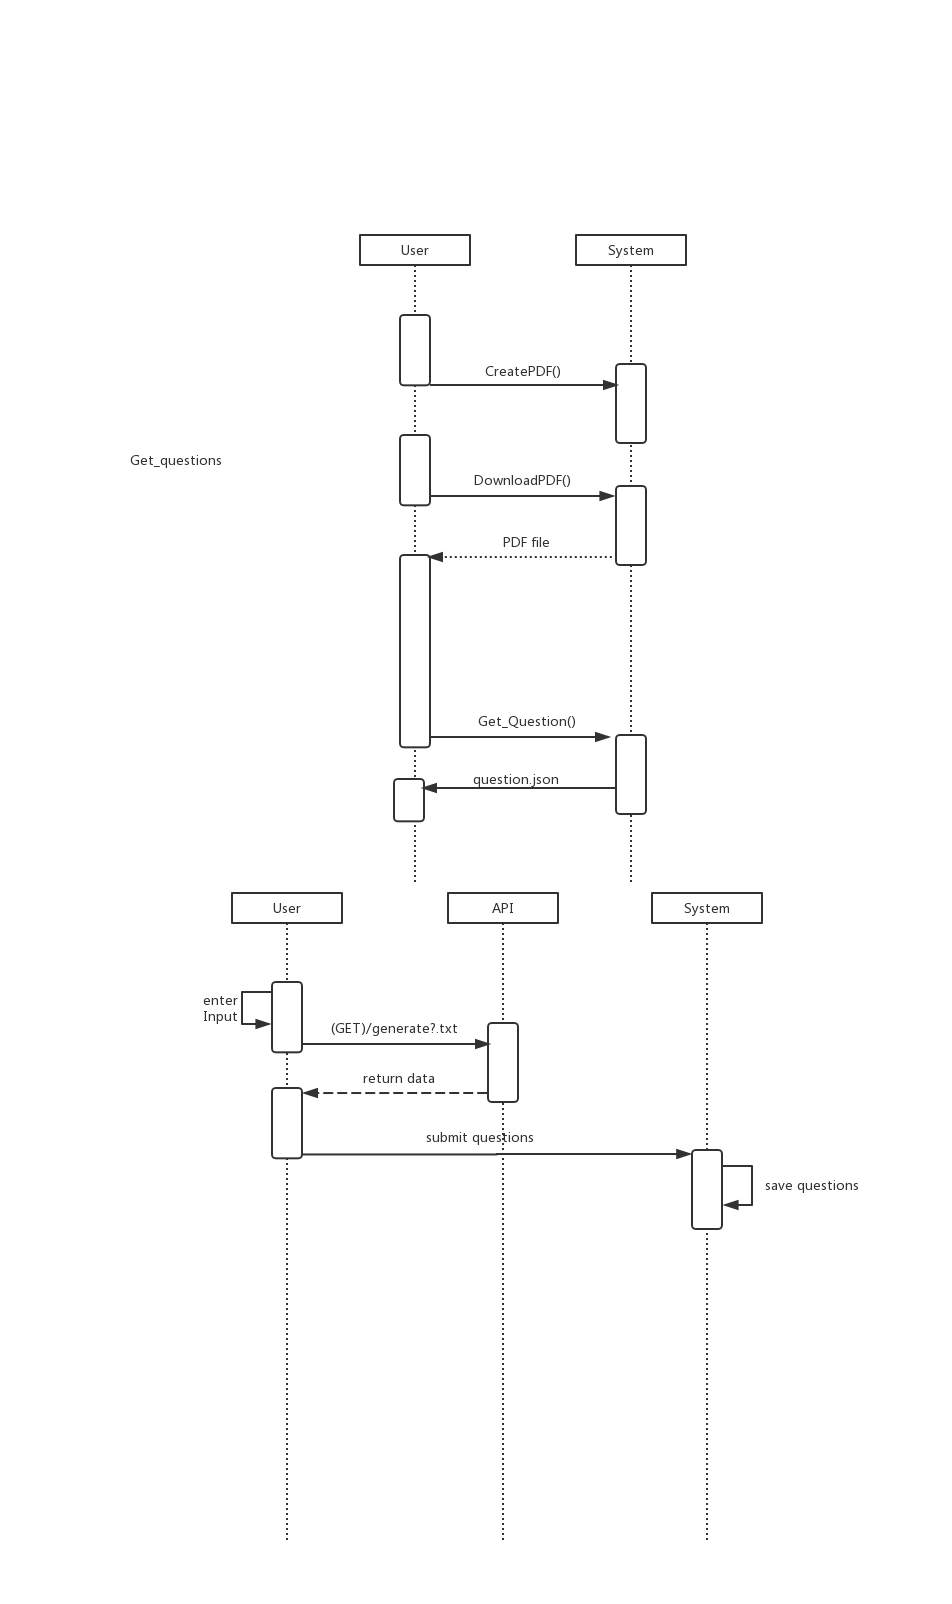 User
System
CreatePDF()
Get_questions
DownloadPDF()
PDF file
Get_Question()
question.json
User
API
System
enter
Input
(GET)/generate?.txt
return data
submit questions
save questions